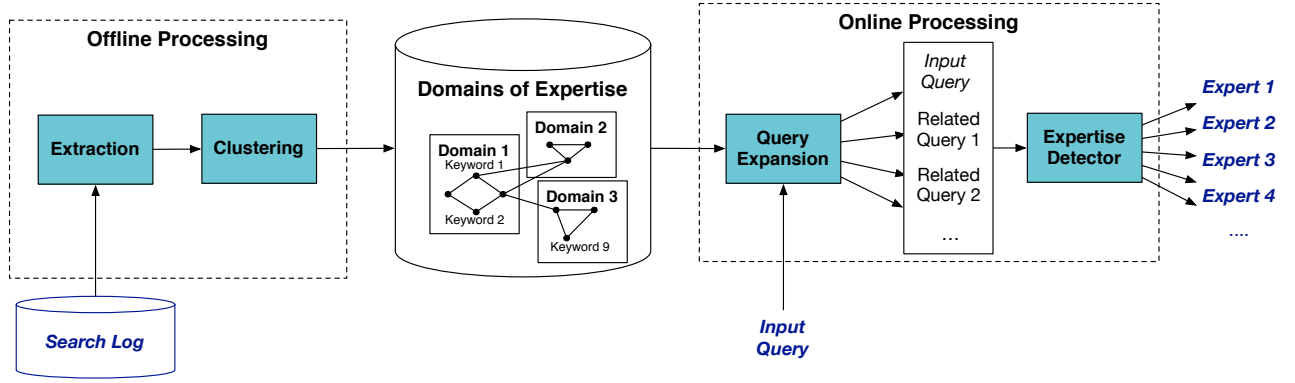 Offline Processing
Extraction
Clustering
Search Log
Domains of Expertise
Domain 1
Keyword 1
Keyword 2
Domain 2
Domain 3
Keyword 9
Online Processing
Query
Expansion
Input
Query
Input
Query
Related
Query 1
Related
Query 2
...
Expertise
Detector
Expert 1
Expert 2
Expert 3
Expert 4
....